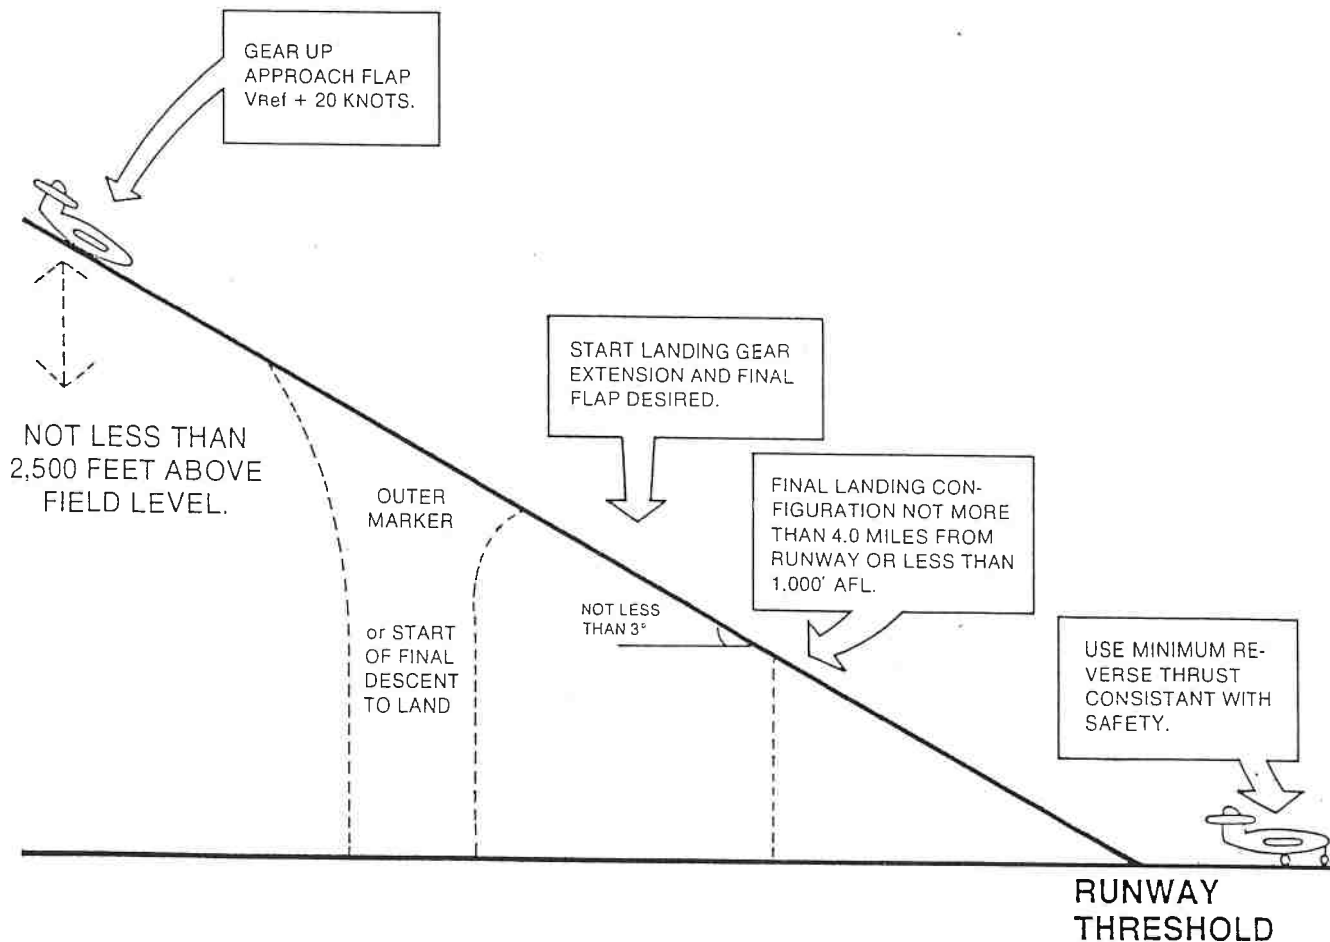 GEAR UP
APPROACH FLAP
VRef + 20 KNOTS.
NOT LESS THAN
2,500 FEET ABOVE
FIELD LEVEL.
OUTER
MARKER
or START
OF FINAL
DESCENT
TO LAND
START LANDING GEAR
EXTENSION AND FINAL
FLAP DESIRED.
NOT LESS
THAN 3°
FINAL LANDING CON-
FIGURATION NOT MORE
THAN 4.0 MILES FROM
RUNWAY OR LESS THAN
1.000' AFL.
USE MINIMUM RE-
VERSE THRUST
CONSISTANT WITH
SAFETY.
RUNWAY
THRESHOLD